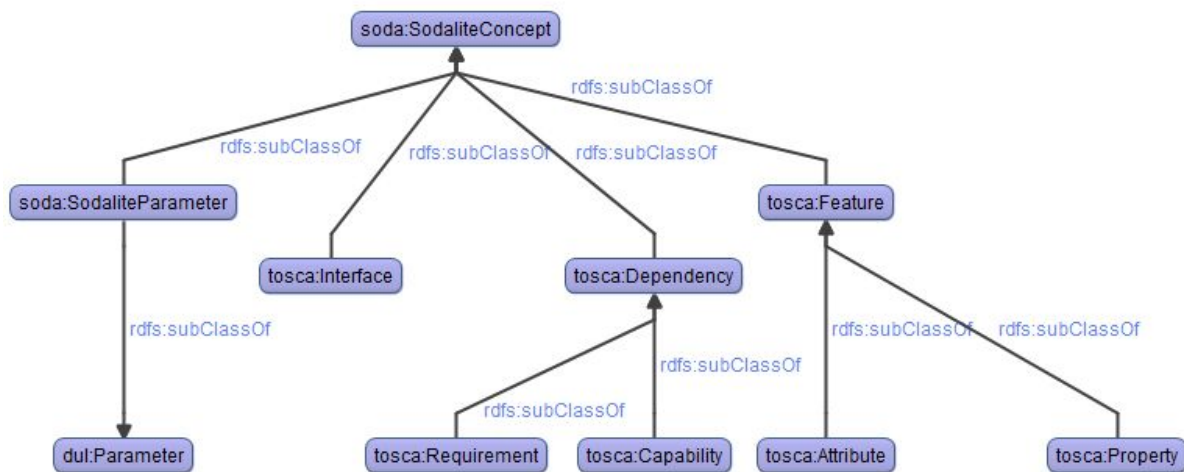 soda:SodaliteConcept
rdfs:subClassOf
rdfs:subClassOf
rdfs:subClassOf
rdfs:subClassOf
soda:SodaliteParameter
tosca:Feature
tosca:Interface
tosca:Dependency
rdfs:subClassOf
rdfs:subClassOf
rdfs:subClassOf
rdfs:subClassOf
rdfs:subClassOf
dul:Parameter
tosca:Requirement
tosca:Capability
tosca:Attribute
tosca:Property